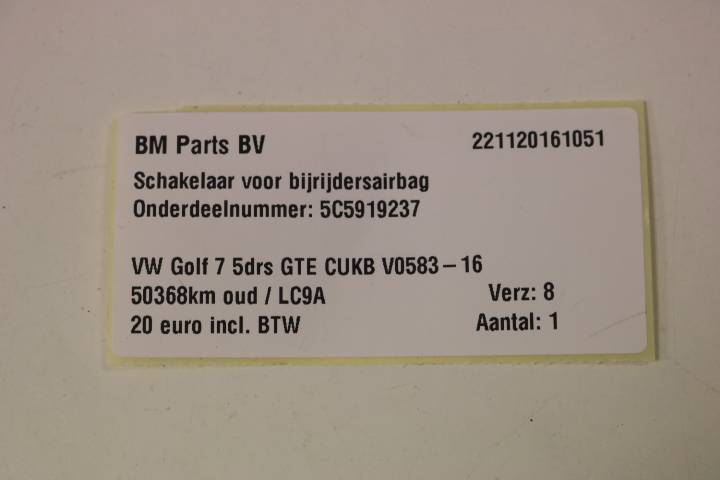 BM Parts BV 221120161051
Schakelaar voor bijrijdersairbag
Onderdeelnummer: 5C5919237
VW Golf 7 5drs GTE CUKB V0583-16
50368km oud / LC9A Verz: 8
20 euro incl. BTW Aantal: 1